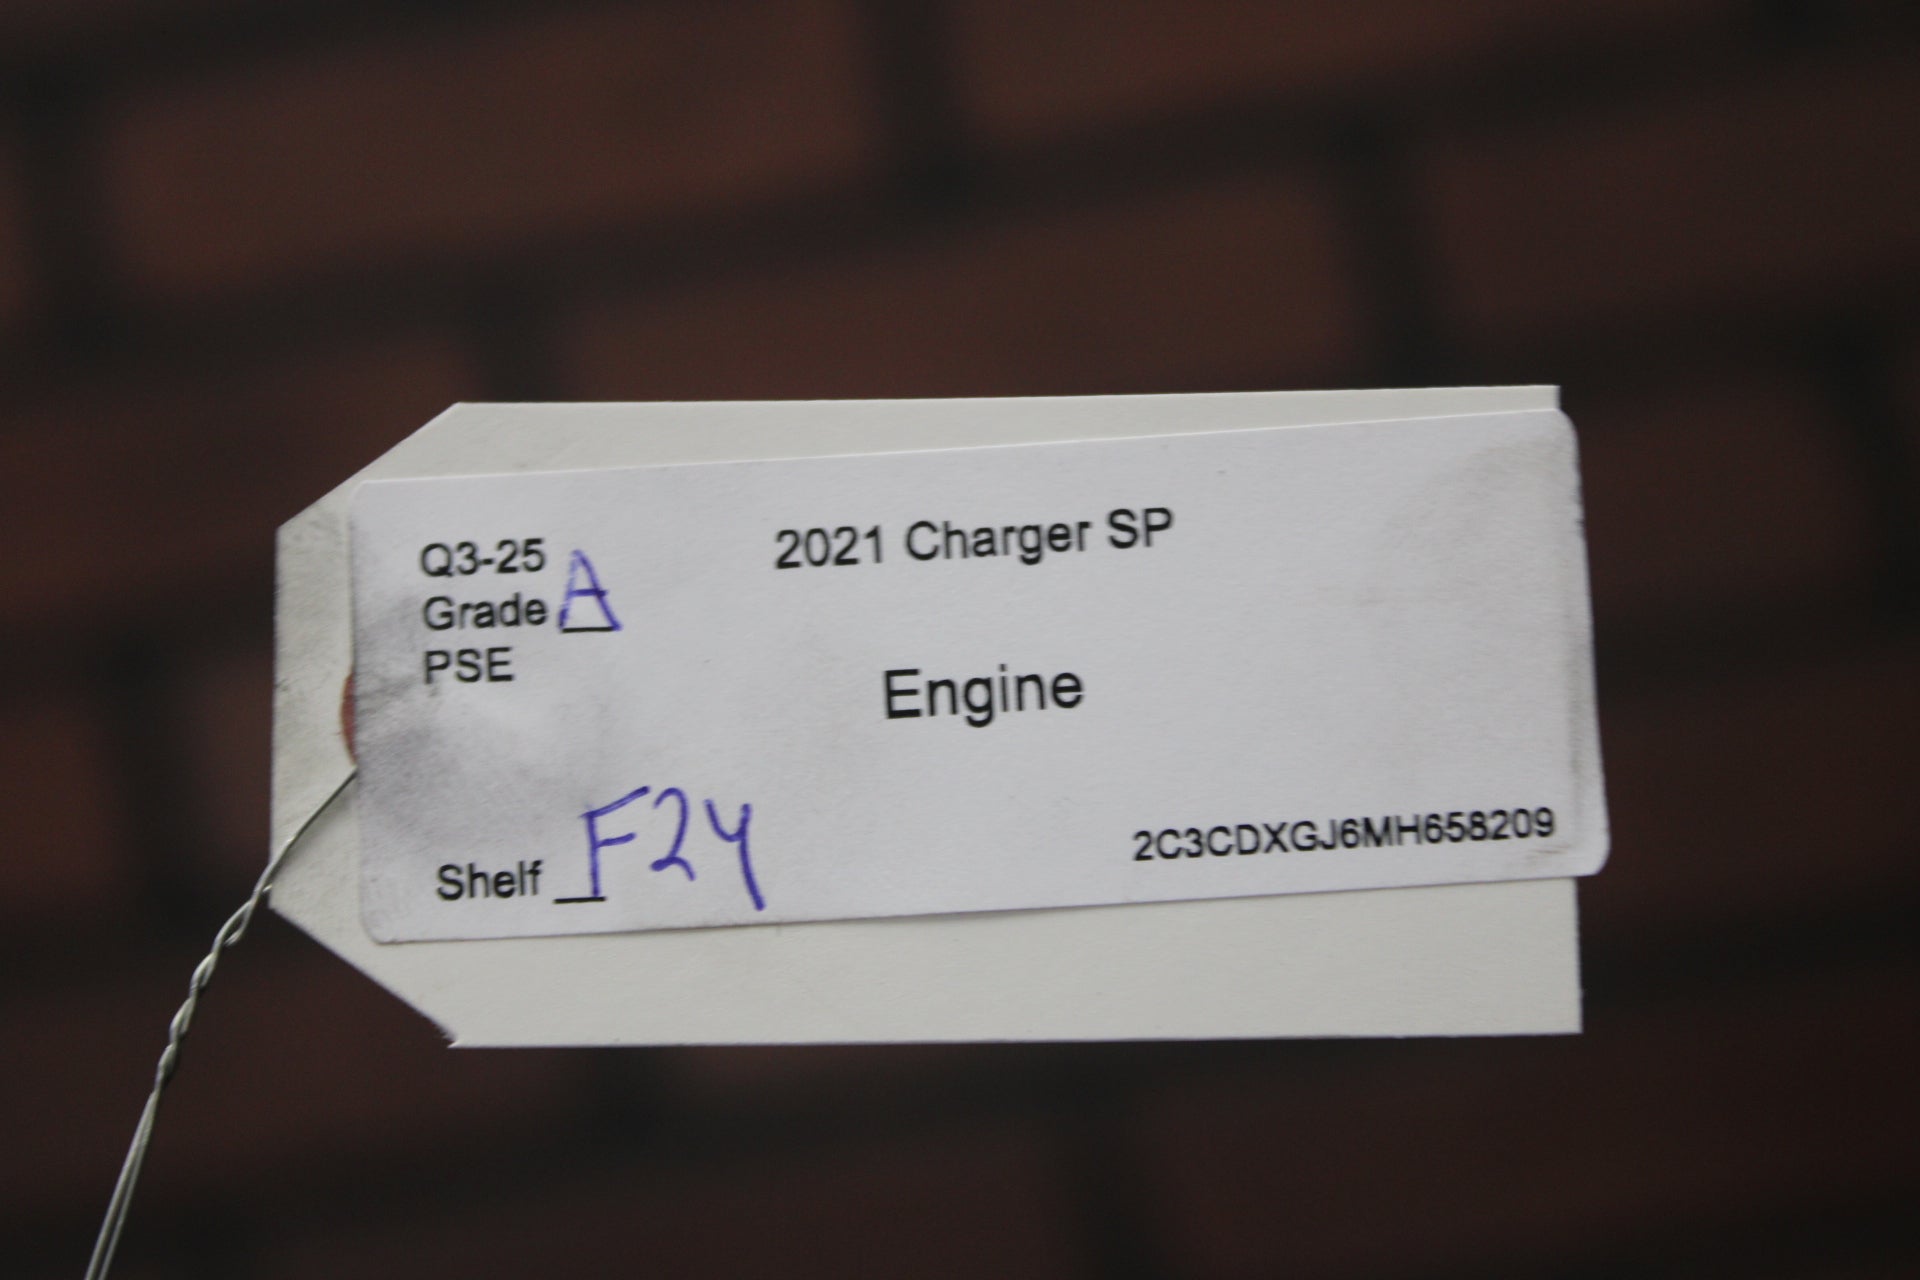 Q3-25
Grade A
PSE
2021 Charger SP
Engine
Shelf F24
2C3CDXGJ6MH658209